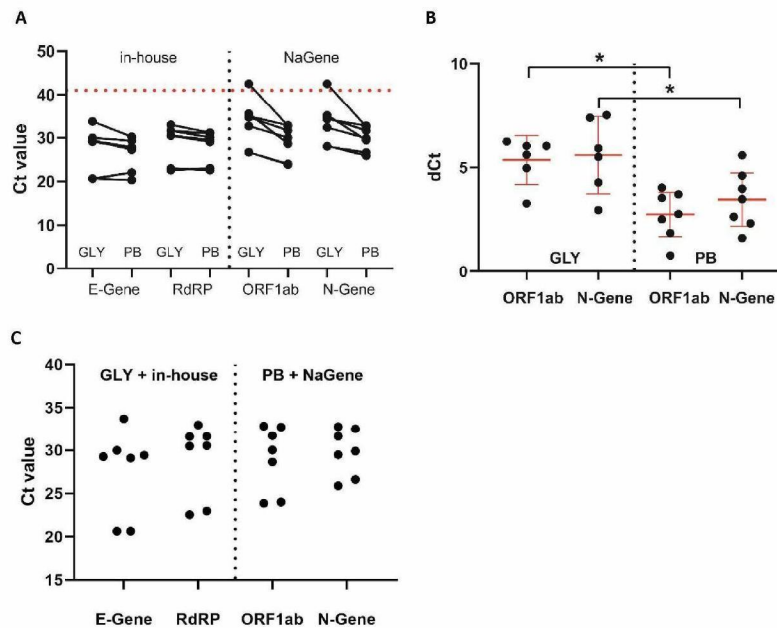 A
in-house NaGene
50
40
30
20
10
0
Ct value
GLY PB GLY PB GLY PB GLY PB
E-Gene RdRP ORF1ab N-Gene
B
* 
*
10
5
0
dCt
GLY PB
ORF1ab N-Gene ORF1ab N-Gene
C
GLY + in-house PB + NaGene
40
35
30
25
20
15
Ct value
E-Gene RdRP ORF1ab N-Gene